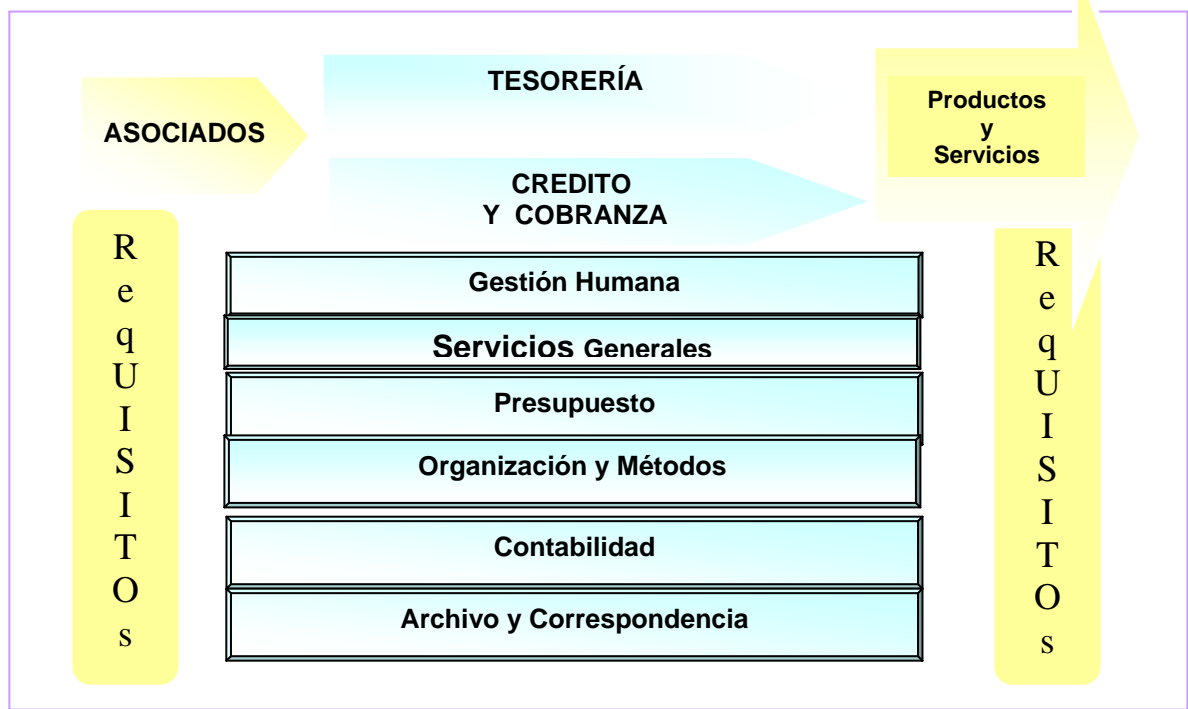 TESORERÍA
ASOCIADOS
Productos
y
Servicios
CREDITO
Y COBRANZA
R
e
q
U
I
S
I
T
O
s
Gestión Humana
Servicios Generales
Presupuesto
Organización y Métodos
Contabilidad
Archivo y Correspondencia
R
e
q
U
I
S
I
T
O
s